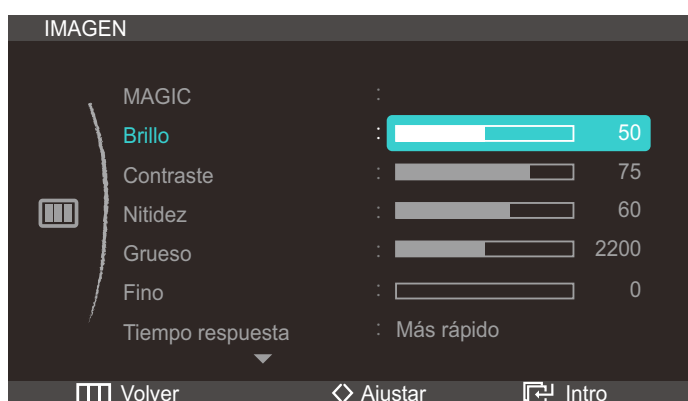 IMAGEN
MAGIC :
Brillo : 50
Contraste : 75
Nitidez : 60
Grueso : 2200
Fino : 0
Tiempo respuesta : Más rápido
Volver Ajustar Intro